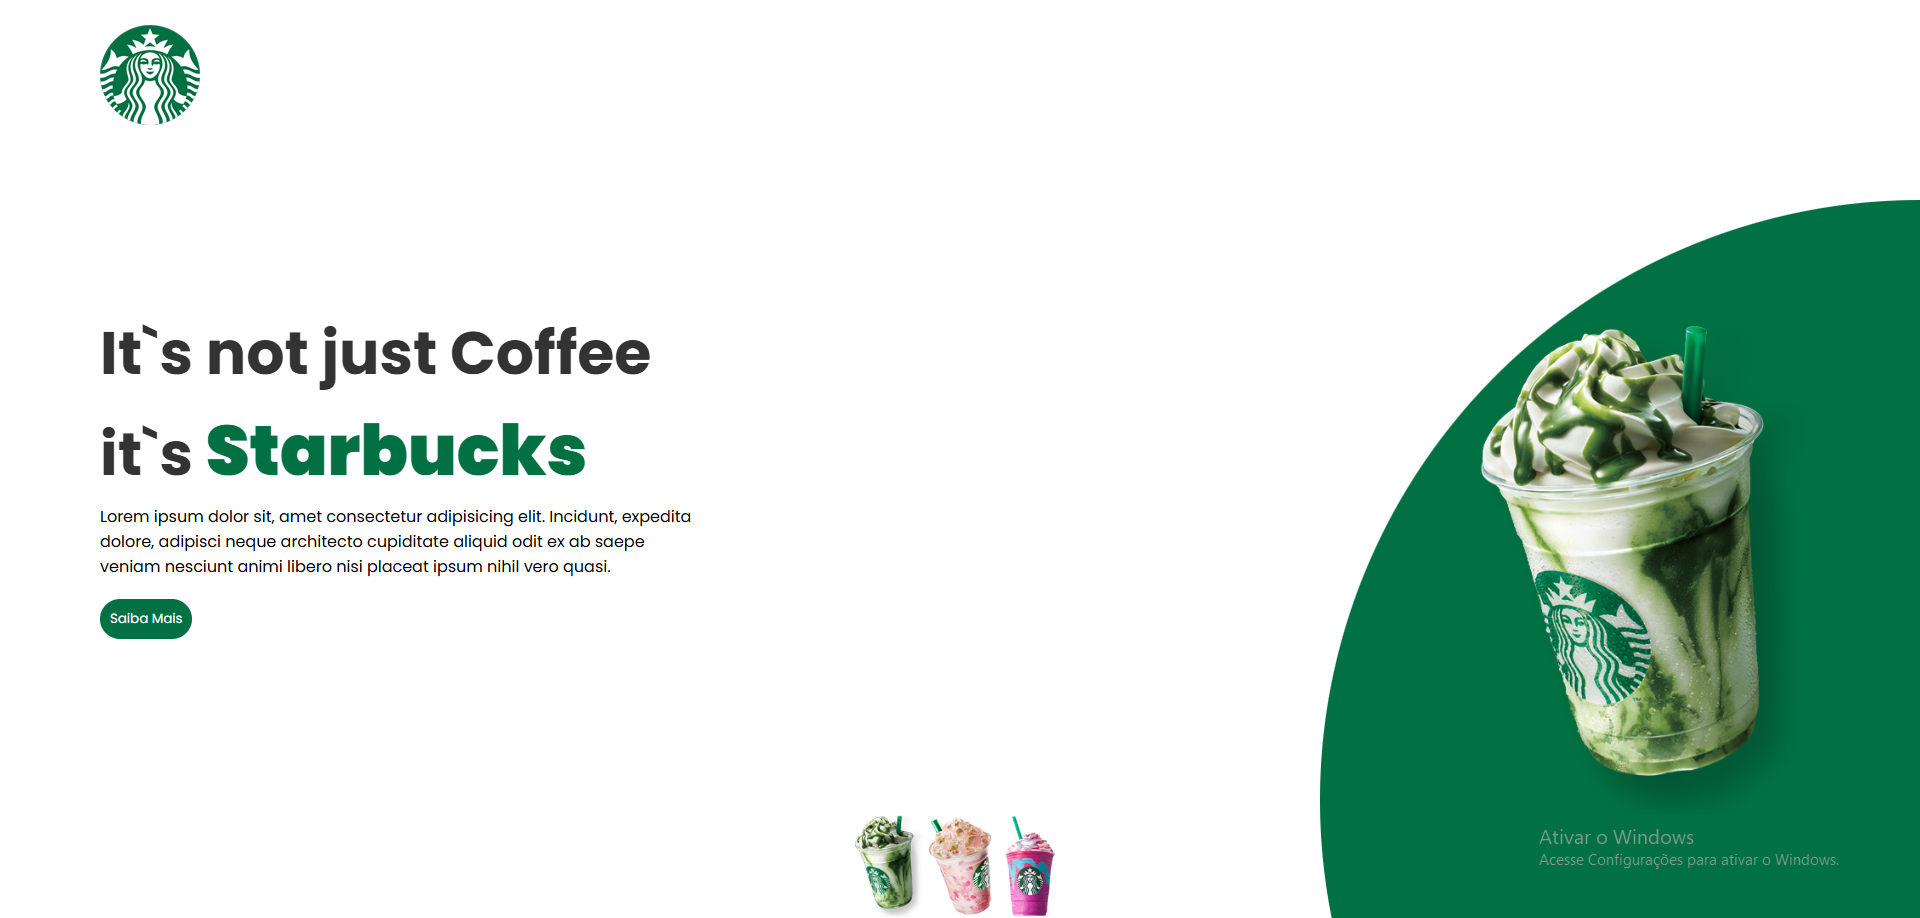 It`s not just Coffee
it`s Starbucks
Lorem ipsum dolor sit, amet consectetur adipisicing elit. Incidunt, expedita
dolore, adipisci neque architecto cupiditate aliquid odit ex ab saepe
veniam nesciunt animi libero nisi placeat ipsum nihil vero quasi.
Saiba Mais
Ativar o Windows
Acesse Configurações para ativar o Windows.